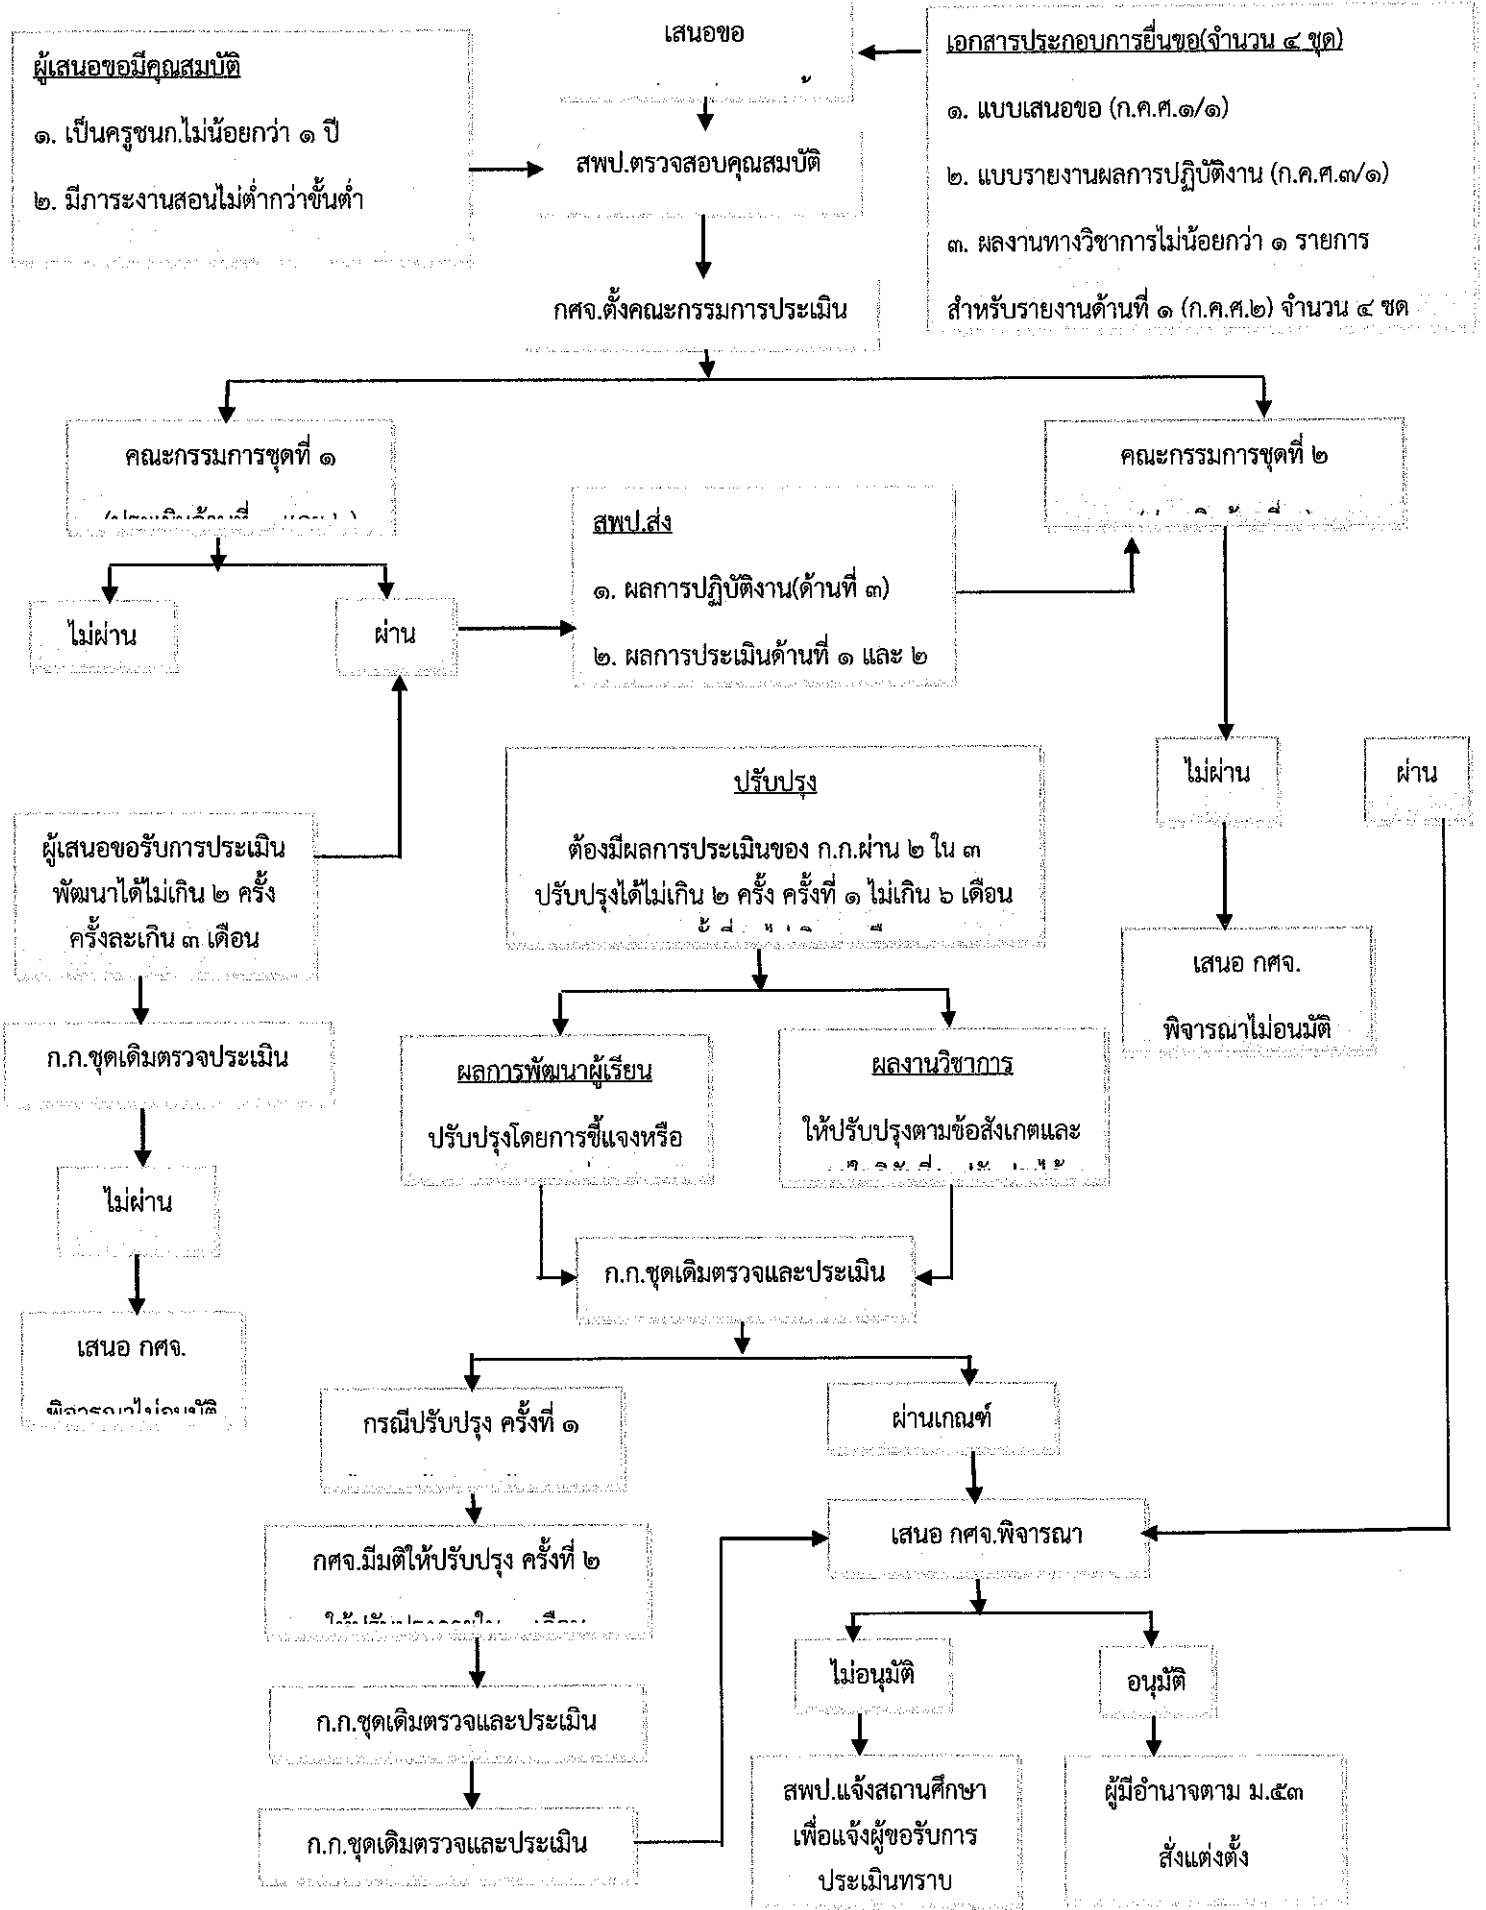 เสนอขอ
ผู้เสนอขอมีคุณสมบัติ
๑. เป็นครูชนก.ไม่น้อยกว่า ๑ ปี
๒. มีภาระงานสอนไม่ต่ำกว่าขั้นต่ำ
เอกสารประกอบการยื่นขอ(จำนวน ๔ ชุด)
๑. แบบเสนอขอ (ก.ค.ศ.๑/๑)
๒. แบบรายงานผลการปฏิบัติงาน (ก.ค.ศ.๓/๑)
๓. ผลงานทางวิชาการไม่น้อยกว่า ๑ รายการ
สำหรับรายงานด้านที่ ๑ (ก.ค.ศ.๒) จำนวน ๔ ชด
สพป.ตรวจสอบคุณสมบัติ
กศจ.ตั้งคณะกรรมการประเมิน
คณะกรรมการชุดที่ ๑
คณะกรรมการชุดที่ ๒
สพป.ส่ง
๑. ผลการปฏิบัติงาน(ด้านที่ ๓)
๒. ผลการประเมินด้านที่ ๑ และ ๒
ไม่ผ่าน
ผ่าน
ไม่ผ่าน
ผ่าน
ปรับปรุง
ต้องมีผลการประเมินของ ก.ก.ผ่าน ๒ ใน ๓
ปรับปรุงได้ไม่เกิน ๒ ครั้ง ครั้งที่ ๑ ไม่เกิน ๖ เดือน
ผู้เสนอขอรับการประเมิน
พัฒนาได้ไม่เกิน ๒ ครั้ง
ครั้งละเกิน ๓ เดือน
เสนอ กศจ.
พิจารณาไม่อนมัติ
ก.ก.ชุดเดิมตรวจประเมิน
ผลการพัฒนาผู้เรียน
ปรับปรุงโดยการชี้แจงหรือ
ผลงานวิชาการ
ให้ปรับปรุงตามข้อสังเกตและ
ไม่ผ่าน
ก.ก.ชุดเดิมตรวจและประเมิน
เสนอ กศจ.
พิจารณาไม่อนุมัติ
กรณีปรับปรุง ครั้งที่ ๑
ผ่านเกณฑ์
กศจ.มีมติให้ปรับปรุง ครั้งที่ ๒
เสนอ กศจ.พิจารณา
ไม่อนุมัติ
อนุมัติ
ก.ก.ชุดเดิมตรวจและประเมิน
ก.ก.ชุดเดิมตรวจและประเมิน
สพป.แจ้งสถานศึกษา
เพื่อแจ้งผู้ขอรับการ
ประเมินทราบ
ผู้มีอำนาจตาม ม.๕๓
สั่งแต่งตั้ง